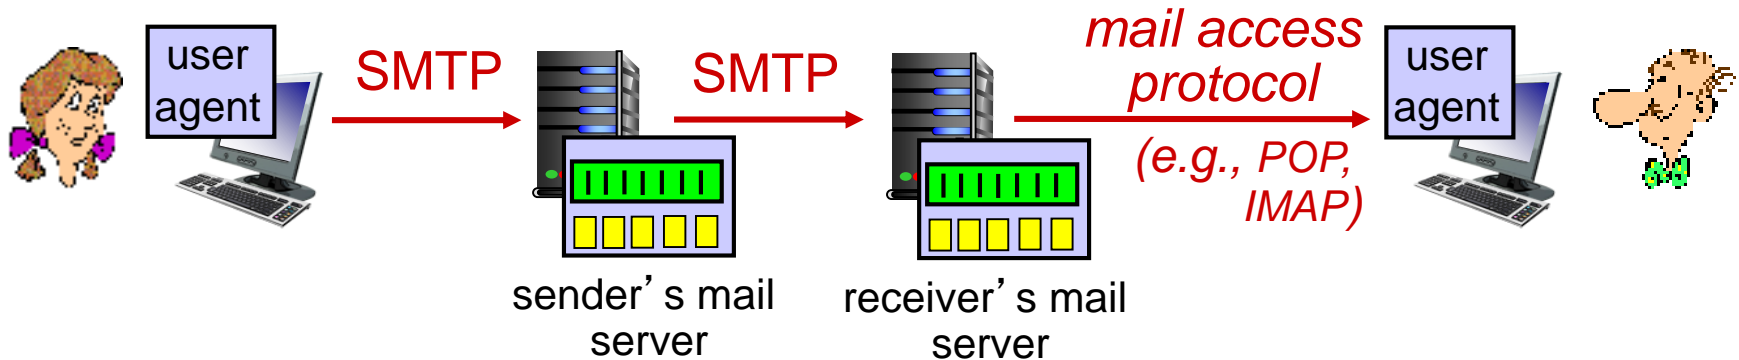 user
agent
SMTP
SMTP
mail access
protocol
(e.g., POP,
IMAP)
user
agent
sender’s mail
server
receiver’s mail
server